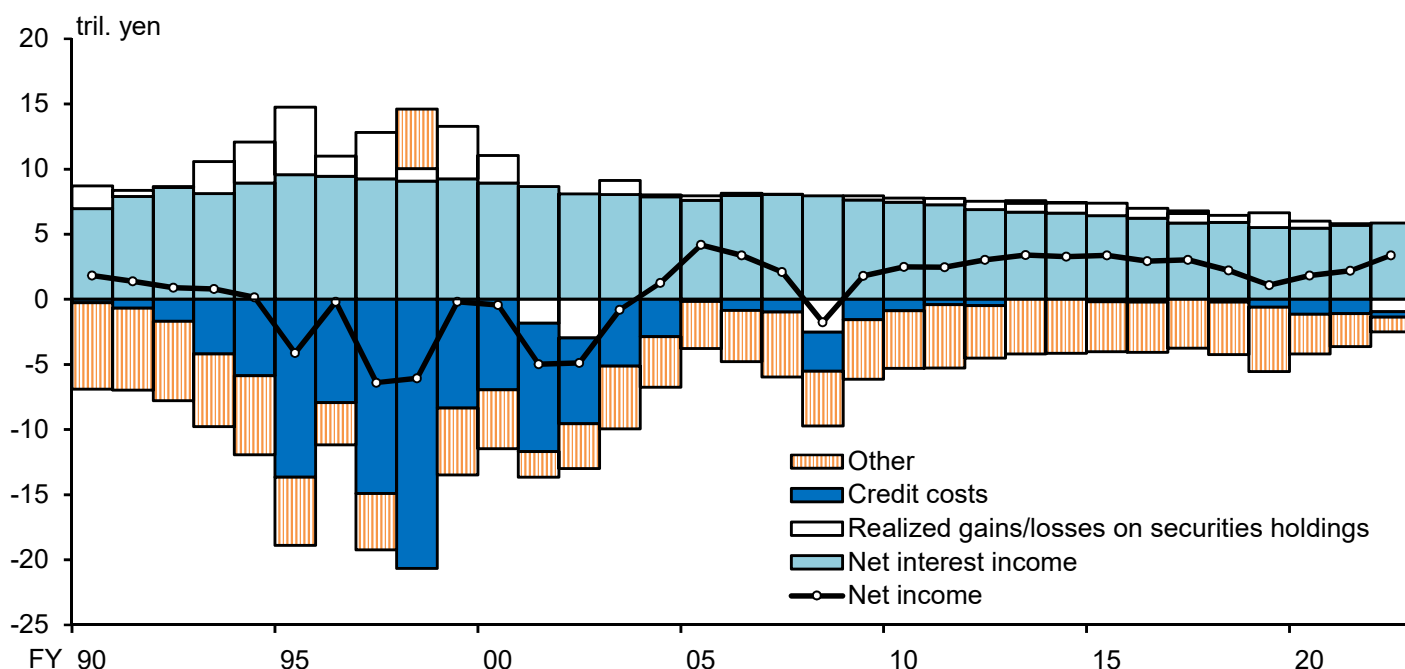 tril. yen
20
15
10
5
0
-5
-10
-15
-20
-25
Other
Credit costs
Realized gains/losses on securities holdings
Net interest income
Net income
FY 90 95 00 05 10 15 20